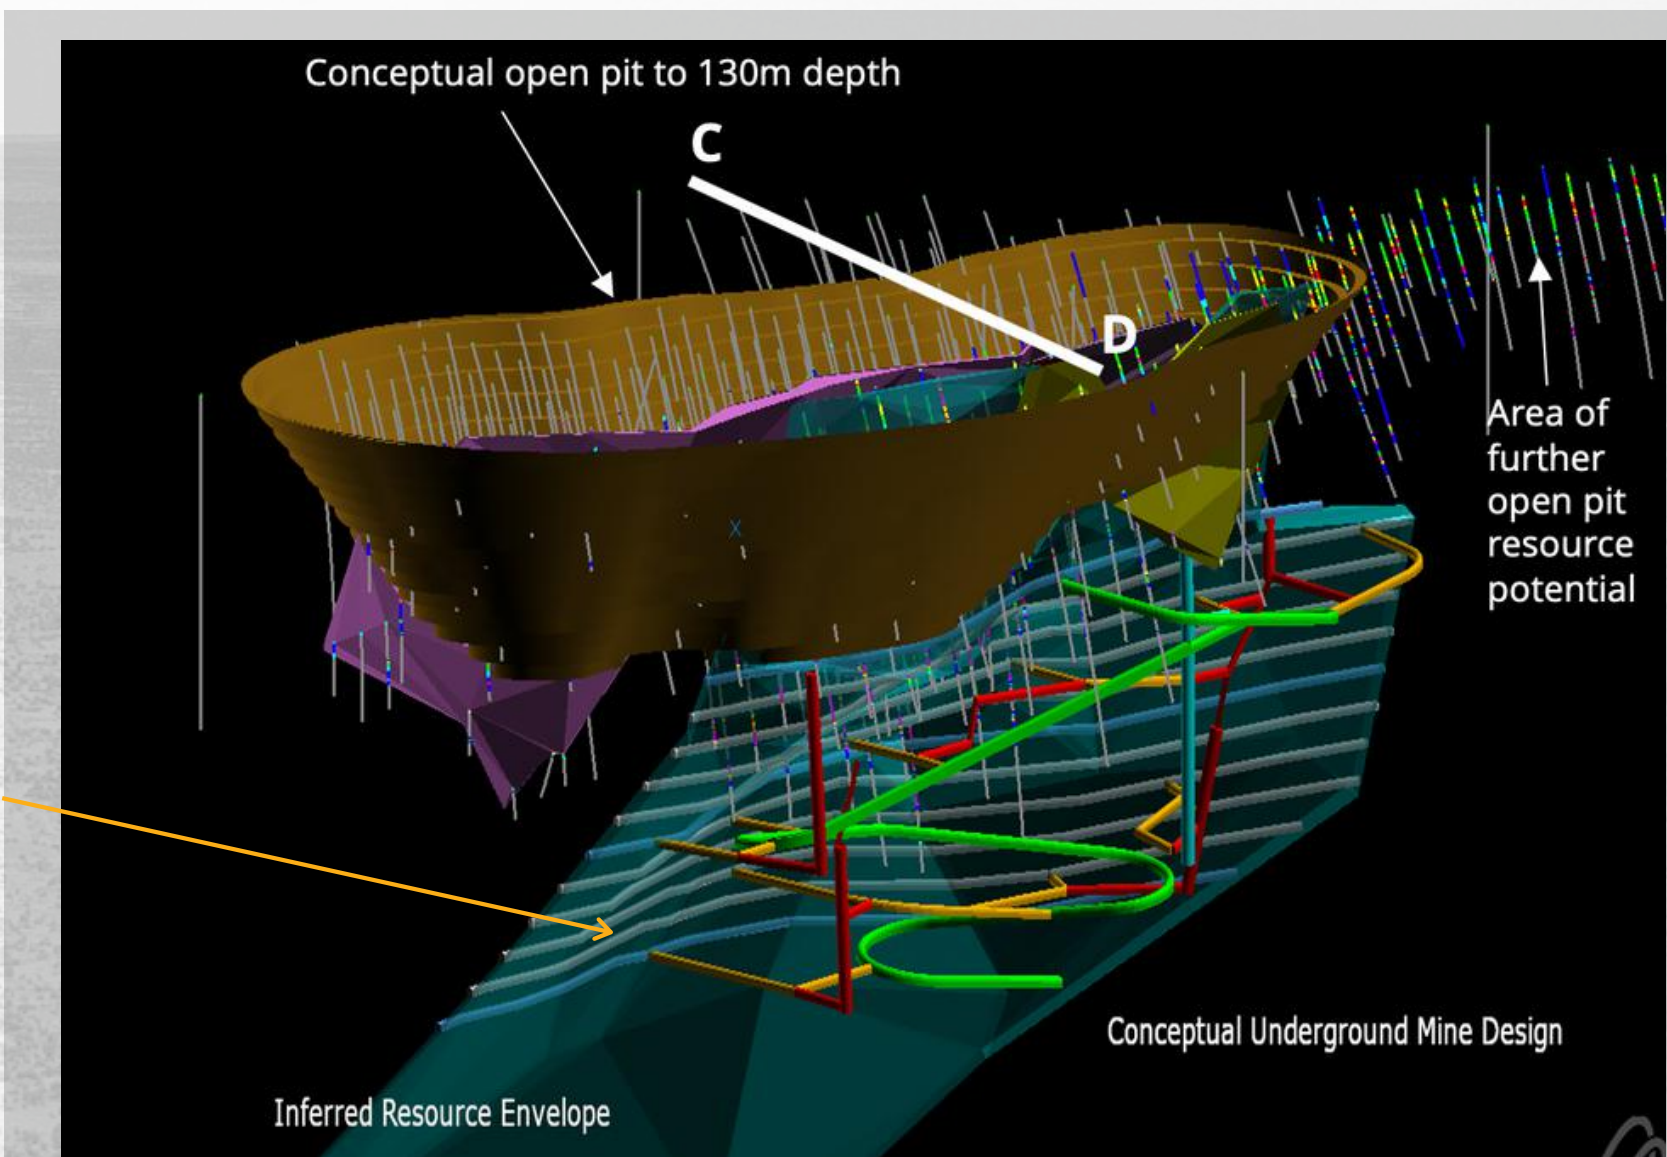 Conceptual open pit to 130m depth
C
D
Area of
further
open pit
resource
potential
Conceptual Underground Mine Design
Inferred Resource Envelope